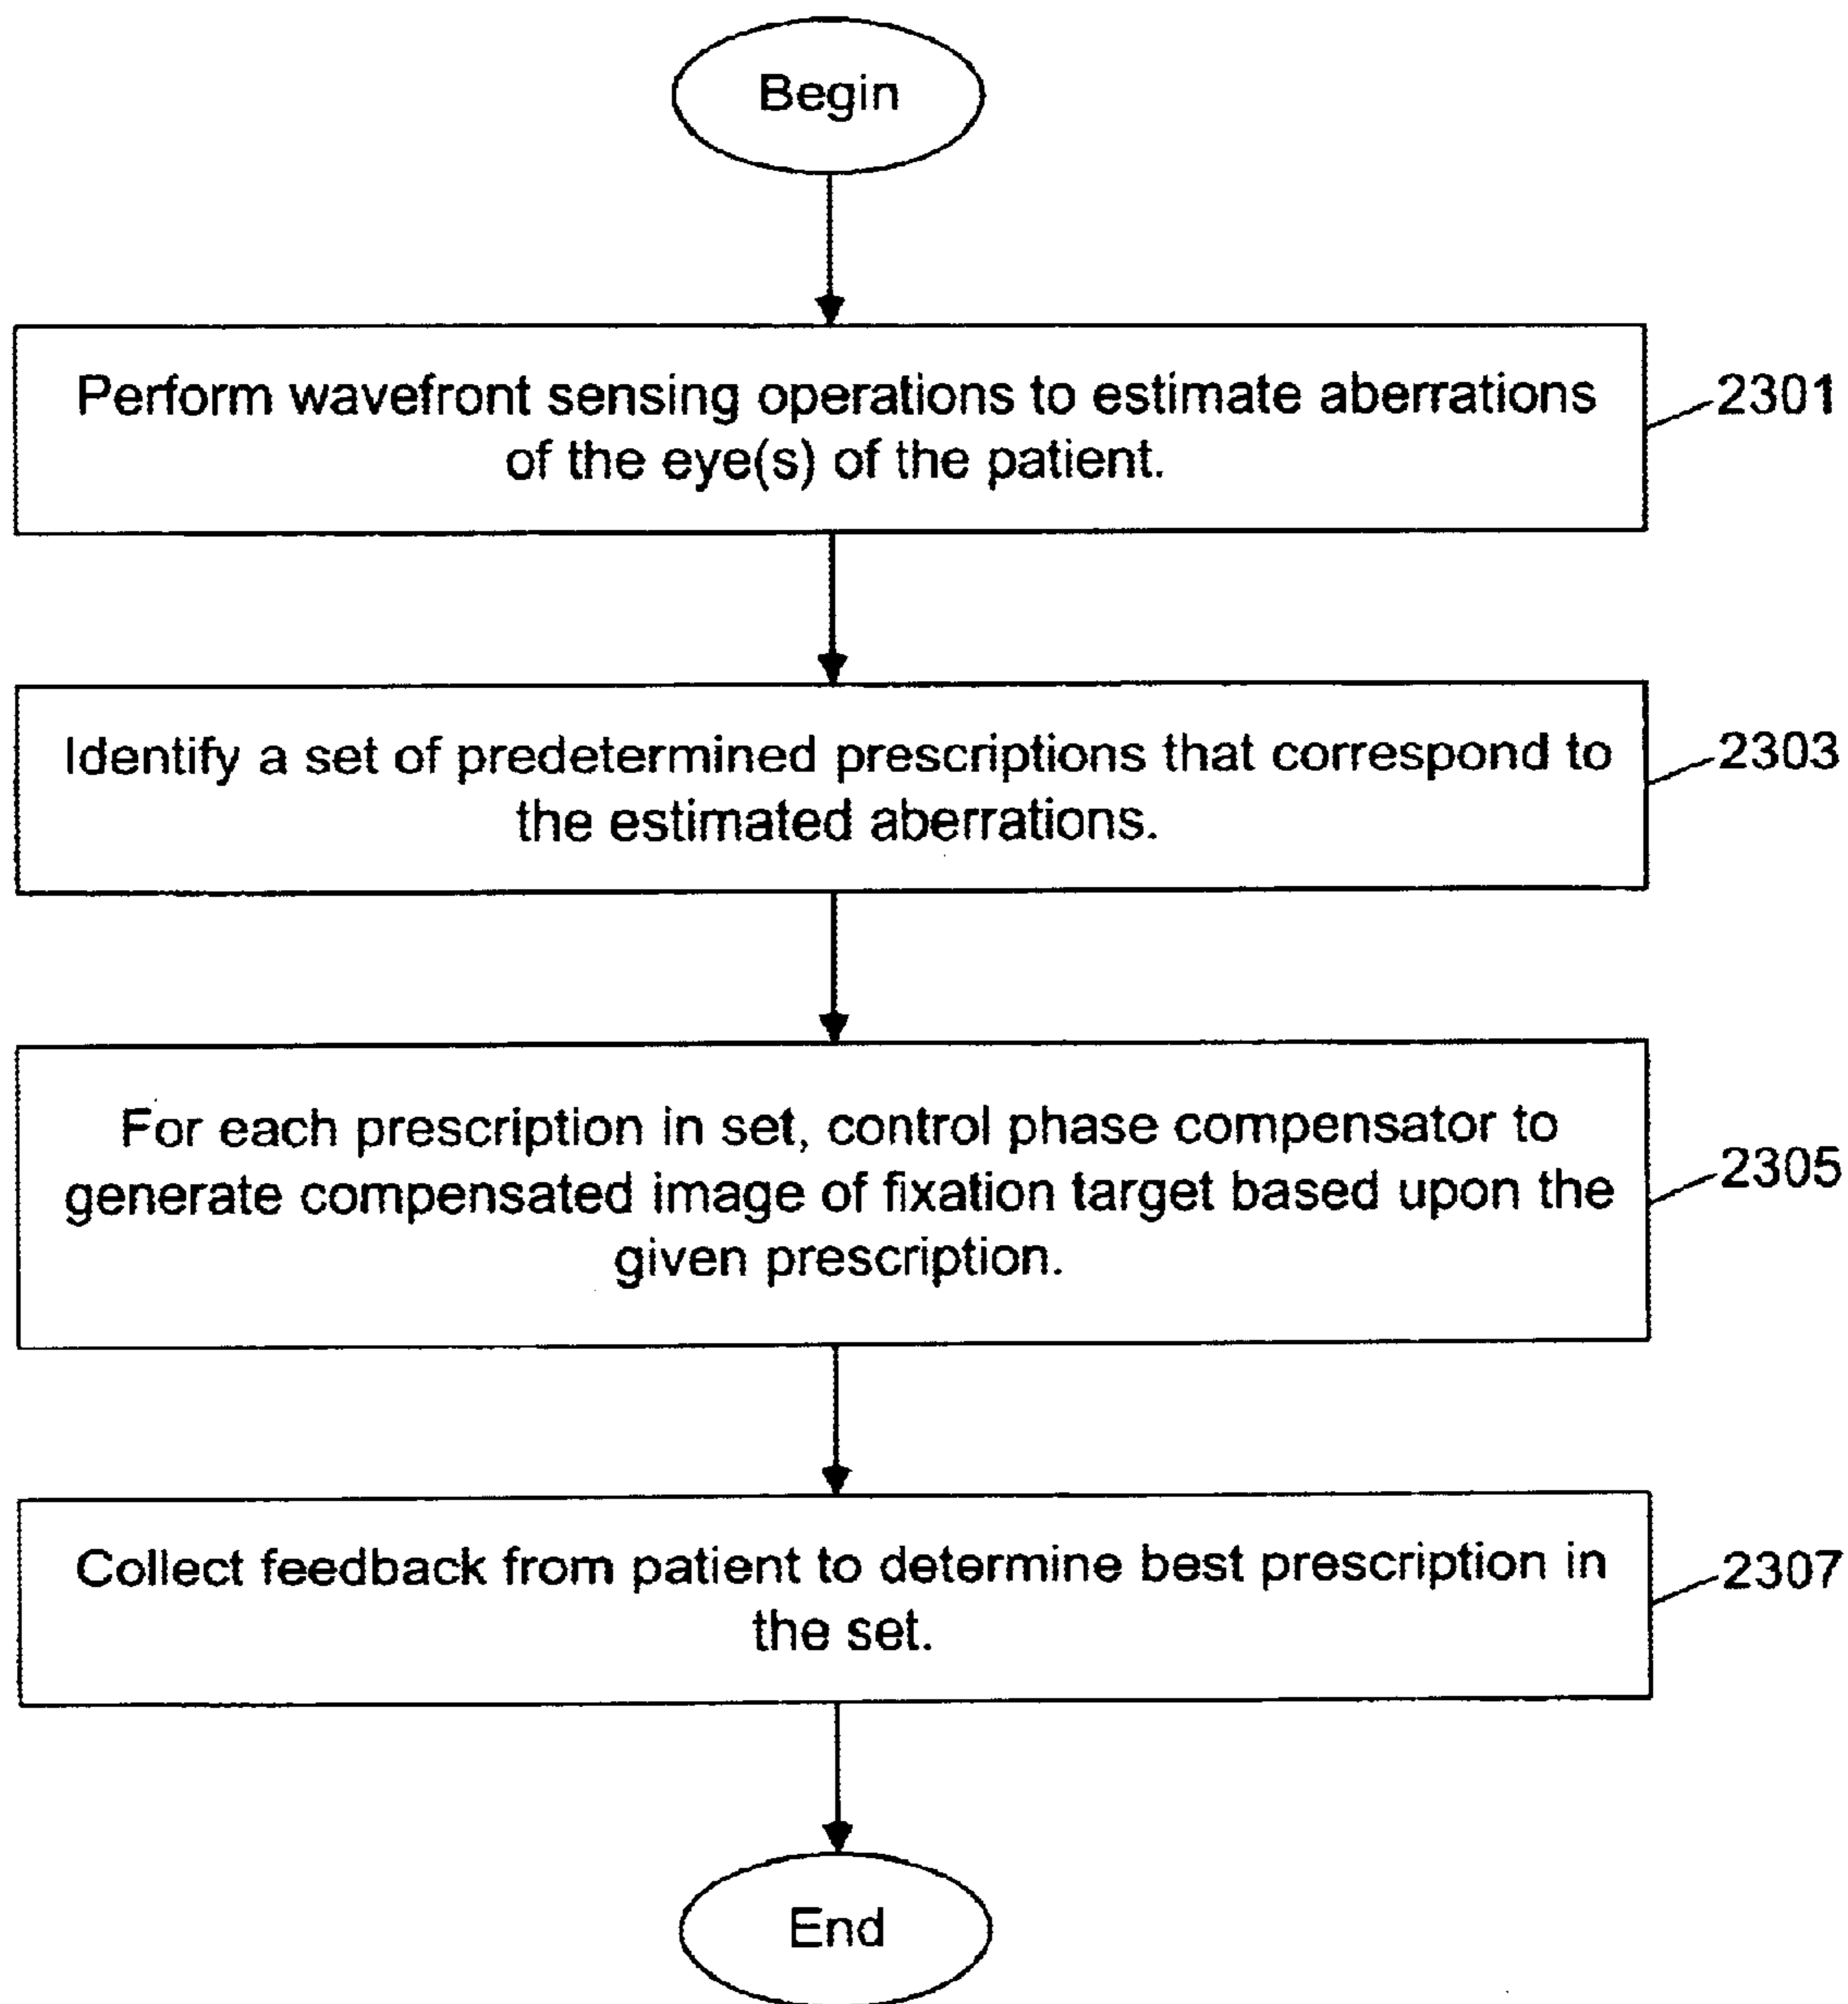 Begin
Perform wavefront sensing operations to estimate aberrations
of the eye(s) of the patient.
2301
Identify a set of predetermined prescriptions that correspond to
the estimated aberrations.
2303
For each prescription in set, control phase compensator to
generate compensated image of fixation target based upon the
given prescription.
2305
Collect feedback from patient to determine best prescription in
the set.
2307
End